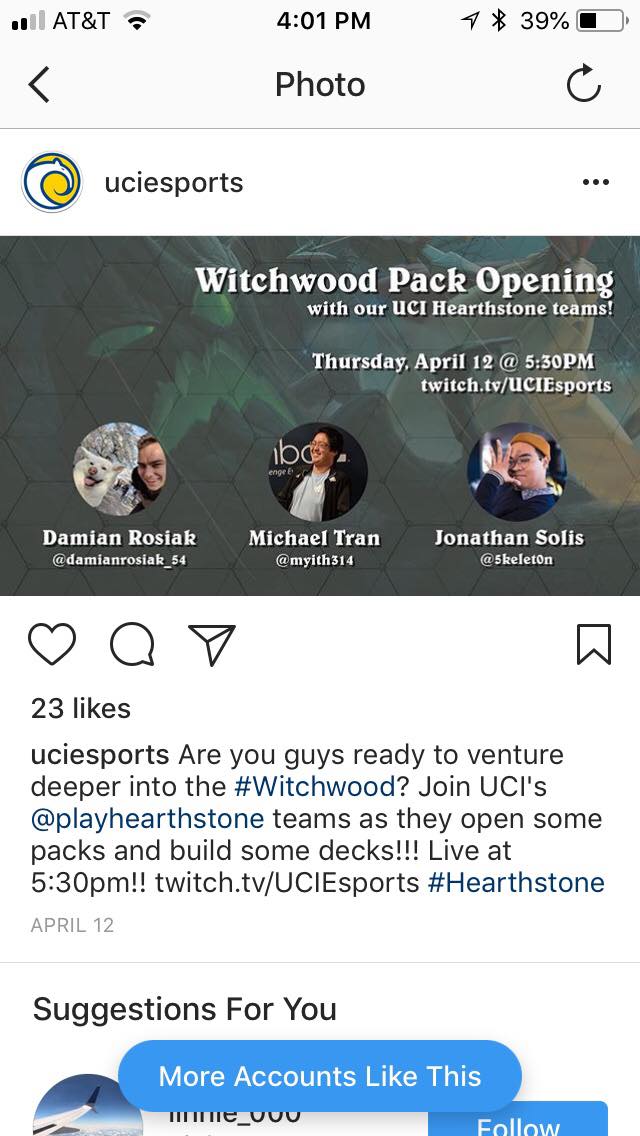 AT&T 4:01 PM 39%
Photo
uciesports
Witchwood Pack Opening
with our UCI Hearthstone teams!
Thursday, April 12 @ 5:30PM
twitch.tv/UCIEsports
Damian Rosiak Michael Tran Jonathan Solis
@damianrosiak_54 @myith314 @5kelet0n
23 likes
uciesports Are you guys ready to venture
deeper into the #Witchwood? Join UCI's
@playhearthstone teams as they open some
packs and build some decks!!! Live at
5:30pm!! twitch.tv/UCIEsports #Hearthstone
APRIL 12
Suggestions For You
More Accounts Like This
Follow